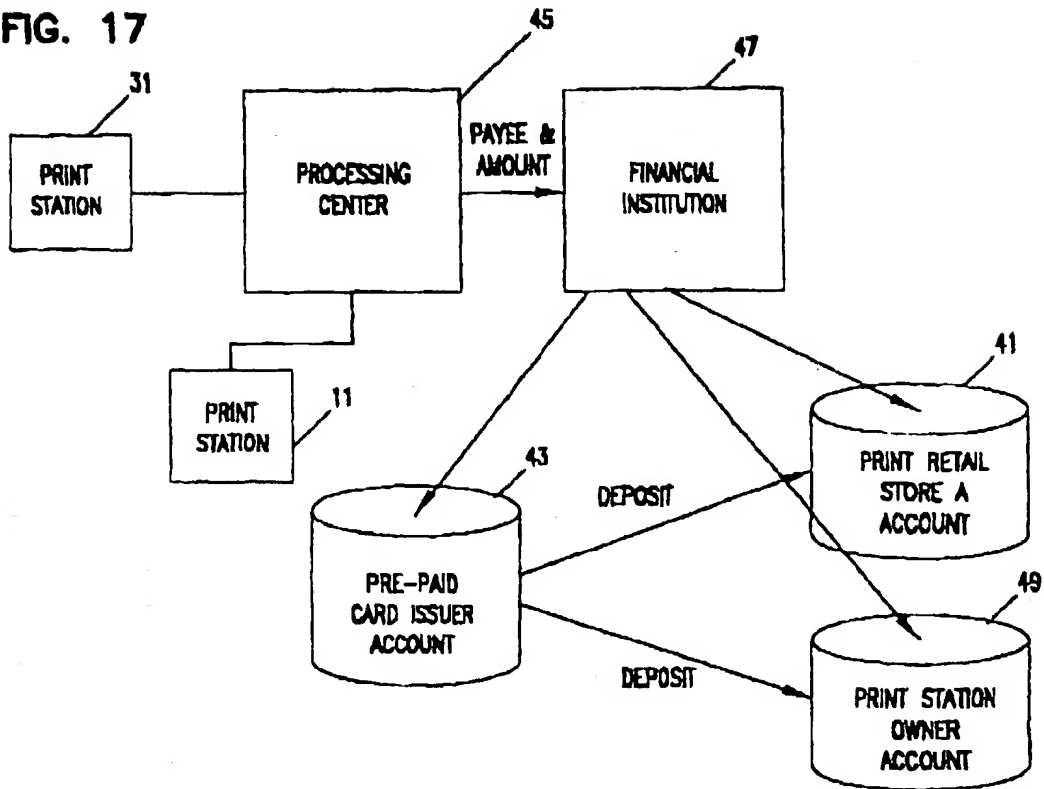 FIG. 17
45
47
31
PRINT
STATION
PROCESSING
CENTER
PAYEE &
AMOUNT
FINANCIAL
INSTITUTION
41
PRINT
STATION
11
43
DEPOSIT
PRINT RETAIL
STORE A
ACCOUNT
PRE-PAID
CARD ISSUER
ACCOUNT
49
DEPOSIT
PRINT STATION
OWNER
ACCOUNT